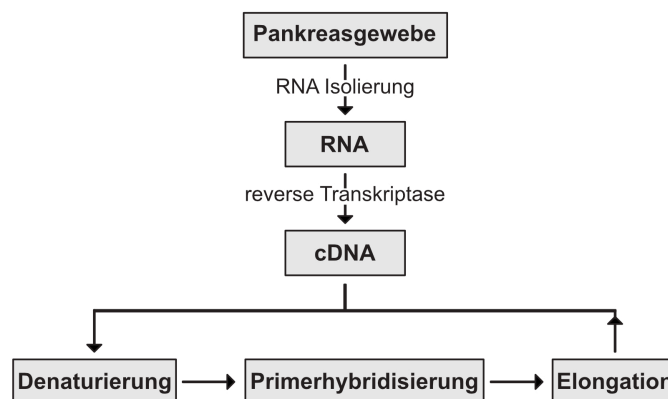 Pankreasgewebe
RNA Isolierung
RNA
reverse Transkriptase
cDNA
Denaturierung
Primerhybridisierung
Elongation